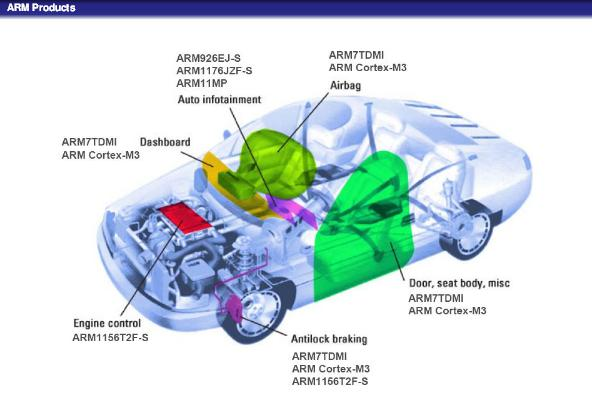 ARM Products
ARM926EJ-S
ARM1176JZF-S
ARM11MP
Auto infotainment
ARM7TDMI
ARM Cortex-M3
Airbag
ARM7TDMI
ARM Cortex-M3
Dashboard
Door, seat body, misc
ARM7TDMI
ARM Cortex-M3
Engine control
ARM1156T2F-S
Antilock braking
ARM7TDMI
ARM Cortex-M3
ARM1156T2F-S